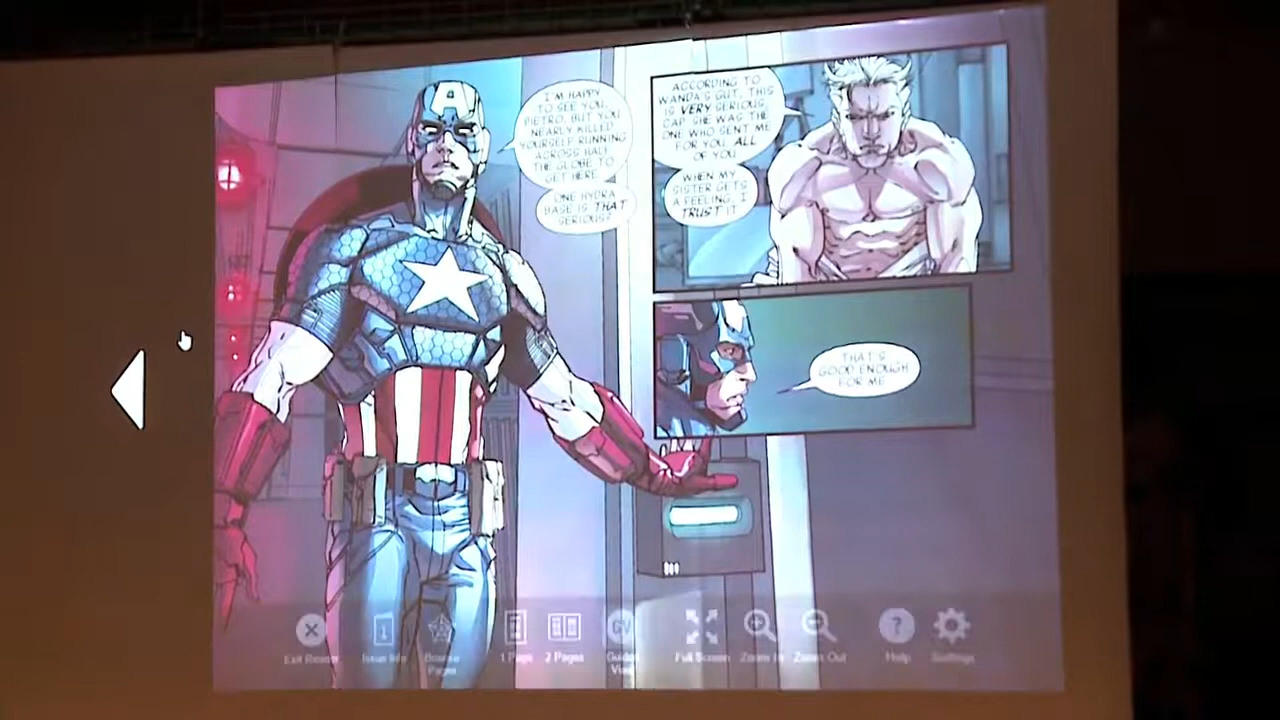 I'M HAPPY
TO SEE YOU,
PIETRO, BUT YOU
NEARLY KILLED
YOURSELF RUNNING
ACROSS HALF
THE GLOBE TO
GET HERE.
ONE HYDRA
BASE IS THAT
SERIOUS?
ACCORDING TO
WANDA'S GUT, THIS
IS VERY SERIOUS,
CAP. SHE WAS THE
ONE WHO SENT ME
FOR YOU. ALL
OF YOU.
WHEN MY
SISTER GETS
A FEELING, I
TRUST IT.
THAT'S
GOOD ENOUGH
FOR ME.
A
1
GV
?
Exit Reader
Issue Info
Browse
Pages
1 Page
2 Pages
Guided
View
Full Screen
Zoom In
Zoom Out
Help
Settings